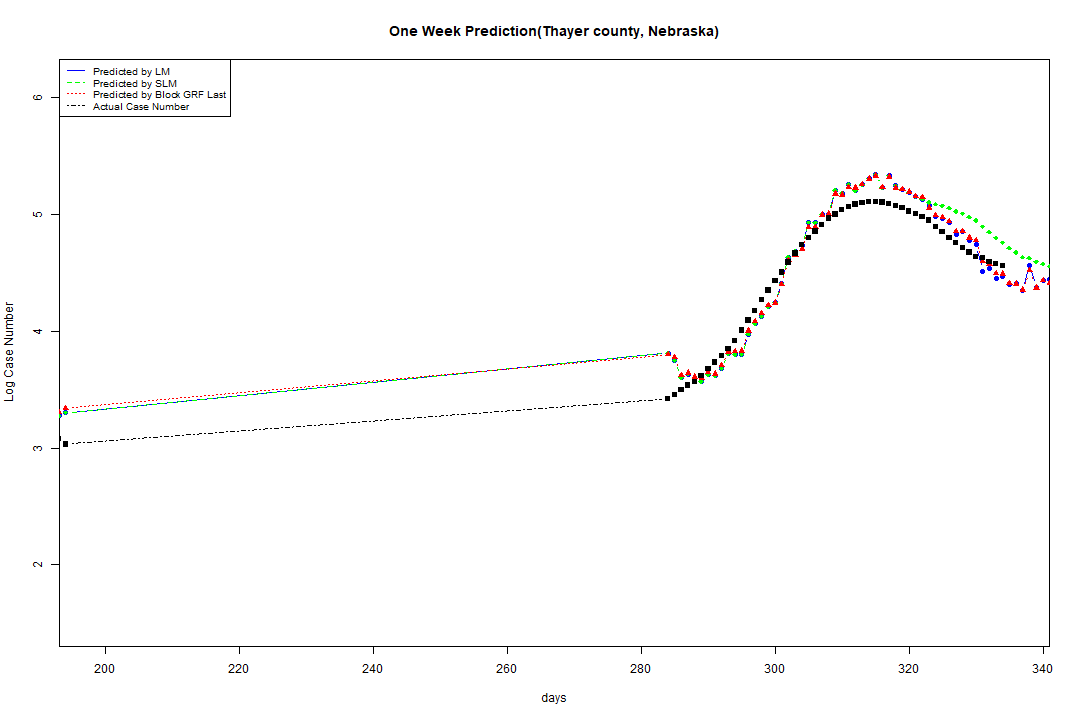 One Week Prediction(Thayer county, Nebraska)
Predicted by LM
Predicted by SLM
Predicted by Block GRF Last
Actual Case Number
6
5
4
3
2
Log Case Number
200 220 240 260 280 300 320 340
days